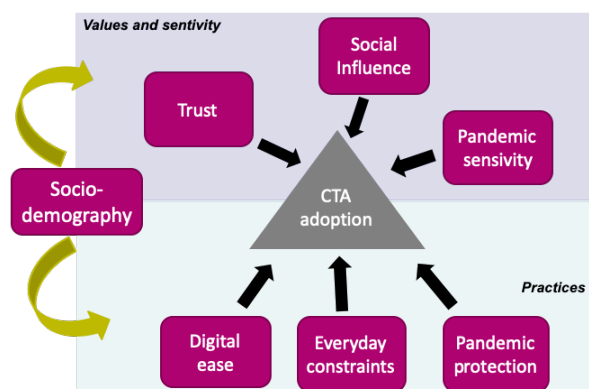 Values and sentivity
Social
Influence
Trust
Pandemic
sensivity
Socio-
demography
CTA
adoption
Practices
Digital
ease
Everyday
constraints
Pandemic
protection